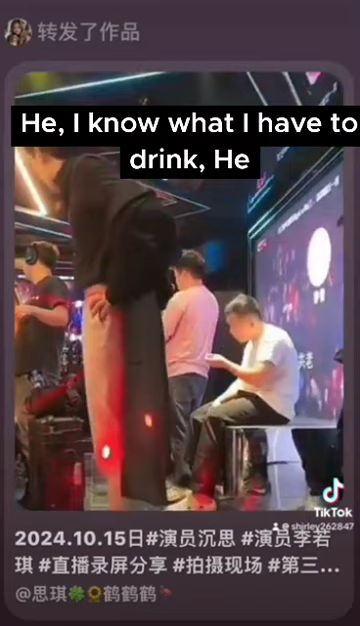 转发了作品
He, I know what I have to
drink, He
TikTok
@shirley262847
2024.10.15日#演员沉思 #演员李若
琪 #直播录屏分享 #拍摄现场 #第三...
@思琪🍀🌻鹤鹤鹤🦩